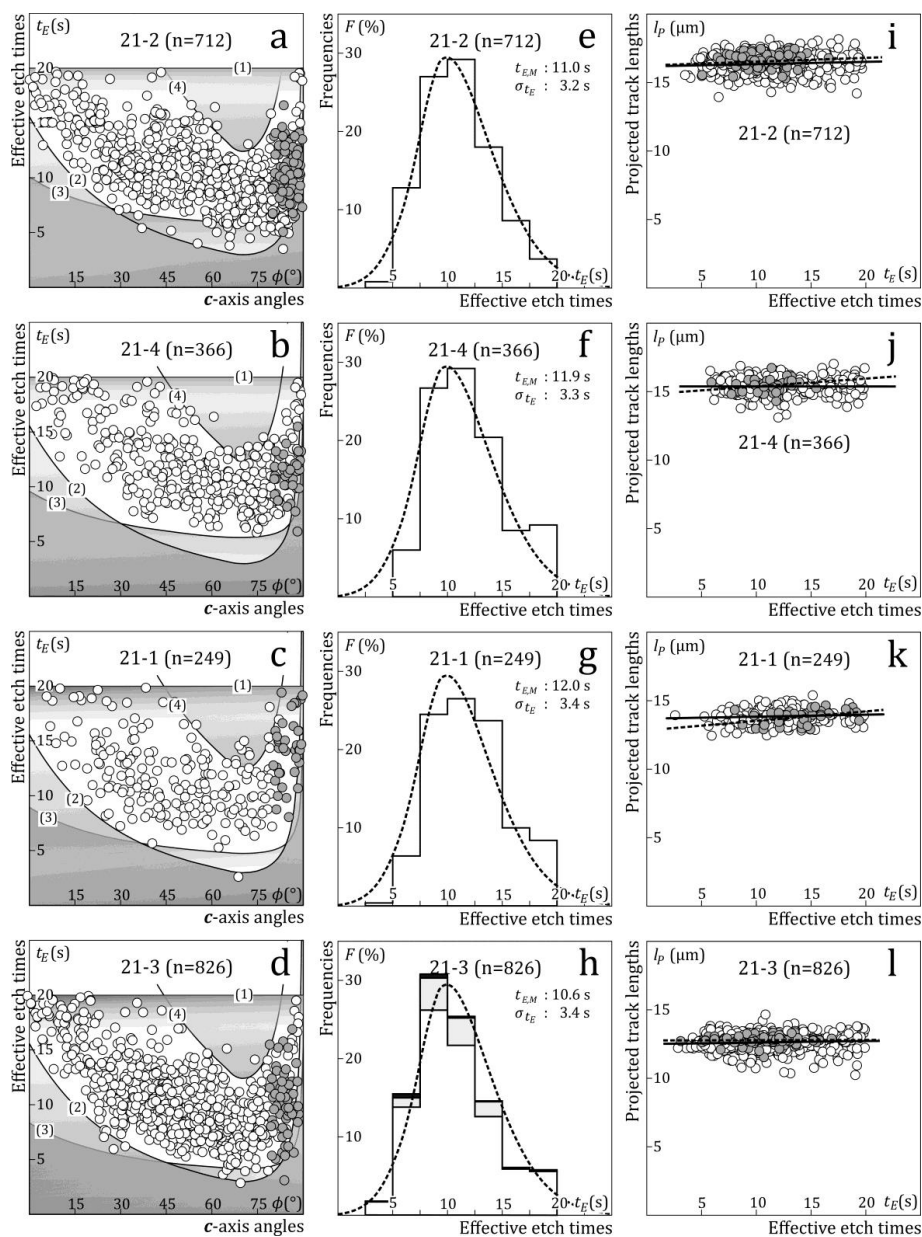 t_E(s)
21-2 (n=712)
a
(1)
(4)
(2)
(3)
20
15
10
5
15 30 45 60 75 ϕ(°)
Effective etch times
c-axis angles
F (%)
21-2 (n=712)
e
t_E,M : 11.0 s
σ_tE : 3.2 s
30
20
10
5 10 15 20 t_E(s)
Frequencies
Effective etch times
l_P (μm)
i
21-2 (n=712)
15
5
5 10 15 20 t_E(s)
Projected track lengths
Effective etch times
t_E(s)
21-4 (n=366)
b
(1)
(4)
(2)
(3)
20
15
10
5
15 30 45 60 75 ϕ(°)
Effective etch times
c-axis angles
F (%)
21-4 (n=366)
f
t_E,M : 11.9 s
σ_tE : 3.3 s
30
20
10
5 10 15 20 t_E(s)
Frequencies
Effective etch times
l_P (μm)
j
21-4 (n=366)
15
5
5 10 15 20 t_E(s)
Projected track lengths
Effective etch times
t_E(s)
21-1 (n=249)
c
(1)
(4)
(2)
(3)
20
15
10
5
15 30 45 60 75 ϕ(°)
Effective etch times
c-axis angles
F (%)
21-1 (n=249)
g
t_E,M : 12.0 s
σ_tE : 3.4 s
30
20
10
5 10 15 20 t_E(s)
Frequencies
Effective etch times
l_P (μm)
21-1 (n=249)
k
15
5
5 10 15 20 t_E(s)
Projected track lengths
Effective etch times
t_E(s)
21-3 (n=826)
d
(1)
(4)
(2)
(3)
20
15
10
5
15 30 45 60 75 ϕ(°)
Effective etch times
c-axis angles
F (%)
21-3 (n=826)
h
t_E,M : 10.6 s
σ_tE : 3.4 s
30
20
10
5 10 15 20 t_E(s)
Frequencies
Effective etch times
l_P (μm)
21-3 (n=826)
l
15
5
5 10 15 20 t_E(s)
Projected track lengths
Effective etch times